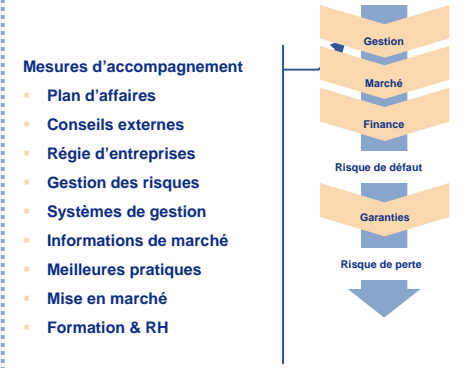 Mesures d'accompagnement
Plan d'affaires
Conseils externes
Régie d'entreprises
Gestion des risques
Systèmes de gestion
Informations de marché
Meilleures pratiques
Mise en marché
Formation & RH
Gestion
Marché
Finance
Risque de défaut
Garanties
Risque de perte